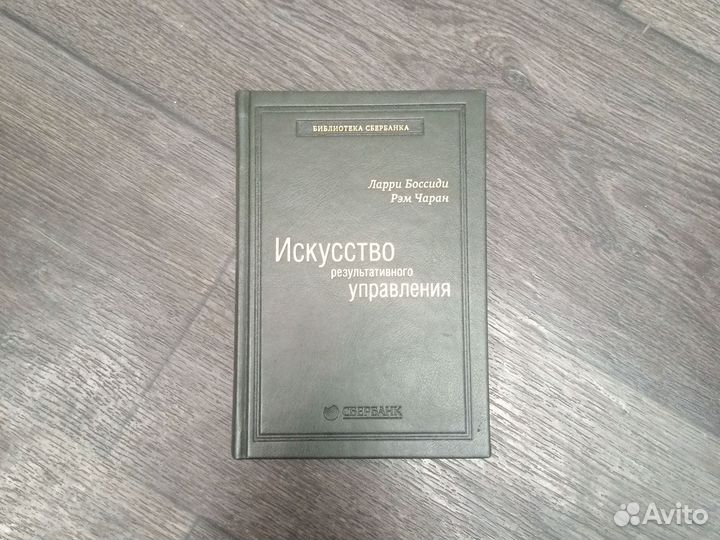 БИБЛИОТЕКА СБЕРБАНКА
Ларри Боссиди
Рэм Чаран
Искусство
результативного
управления
СБЕРБАНК
Avito